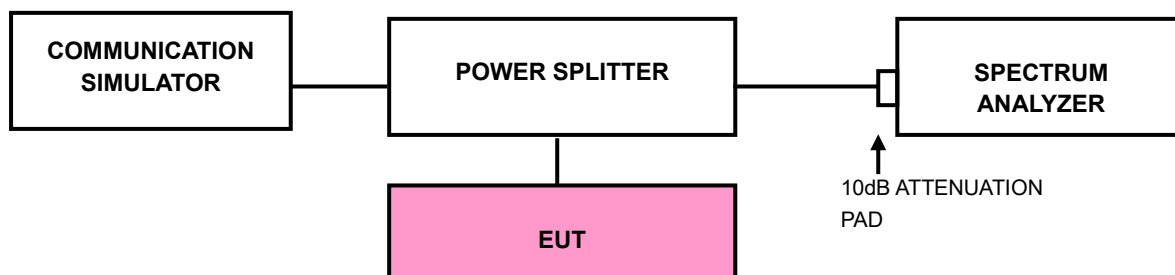 COMMUNICATION
SIMULATOR
POWER SPLITTER
SPECTRUM
ANALYZER
10dB ATTENUATION
PAD
EUT